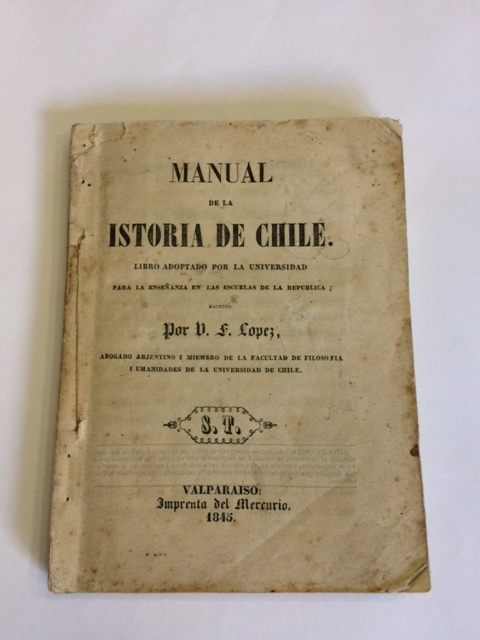 MANUAL
DE LA
ISTORIA DE CHILE.
LIBRO ADOPTADO POR LA UNIVERSIDAD
PARA LA ENSEÑANZA EN LAS ESCUELAS DE LA REPUBLICA;
ESCRITO
Por V. F. Lopez,
ABOGADO ARJENTINO I MIEMBRO DE LA FACULTAD DE FILOSOFIA
I UMANIDADES DE LA UNIVERSIDAD DE CHILE.
S. T.
VALPARAISO:
Imprenta del Mercurio.
1845.